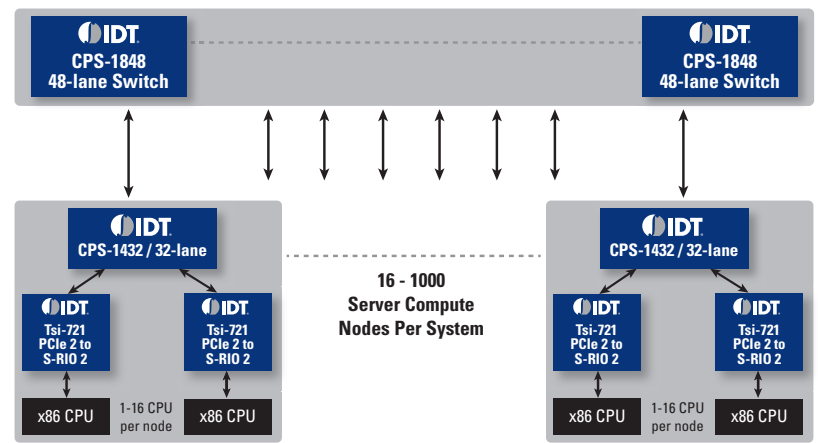 IDT
CPS-1848
48-lane Switch
IDT
CPS-1848
48-lane Switch
IDT
CPS-1432 / 32-lane
IDT
Tsi-721
PCIe 2 to
S-RIO 2
IDT
Tsi-721
PCIe 2 to
S-RIO 2
x86 CPU
1-16 CPU
per node
x86 CPU
16 - 1000
Server Compute
Nodes Per System
IDT
CPS-1432 / 32-lane
IDT
Tsi-721
PCIe 2 to
S-RIO 2
IDT
Tsi-721
PCIe 2 to
S-RIO 2
x86 CPU
1-16 CPU
per node
x86 CPU